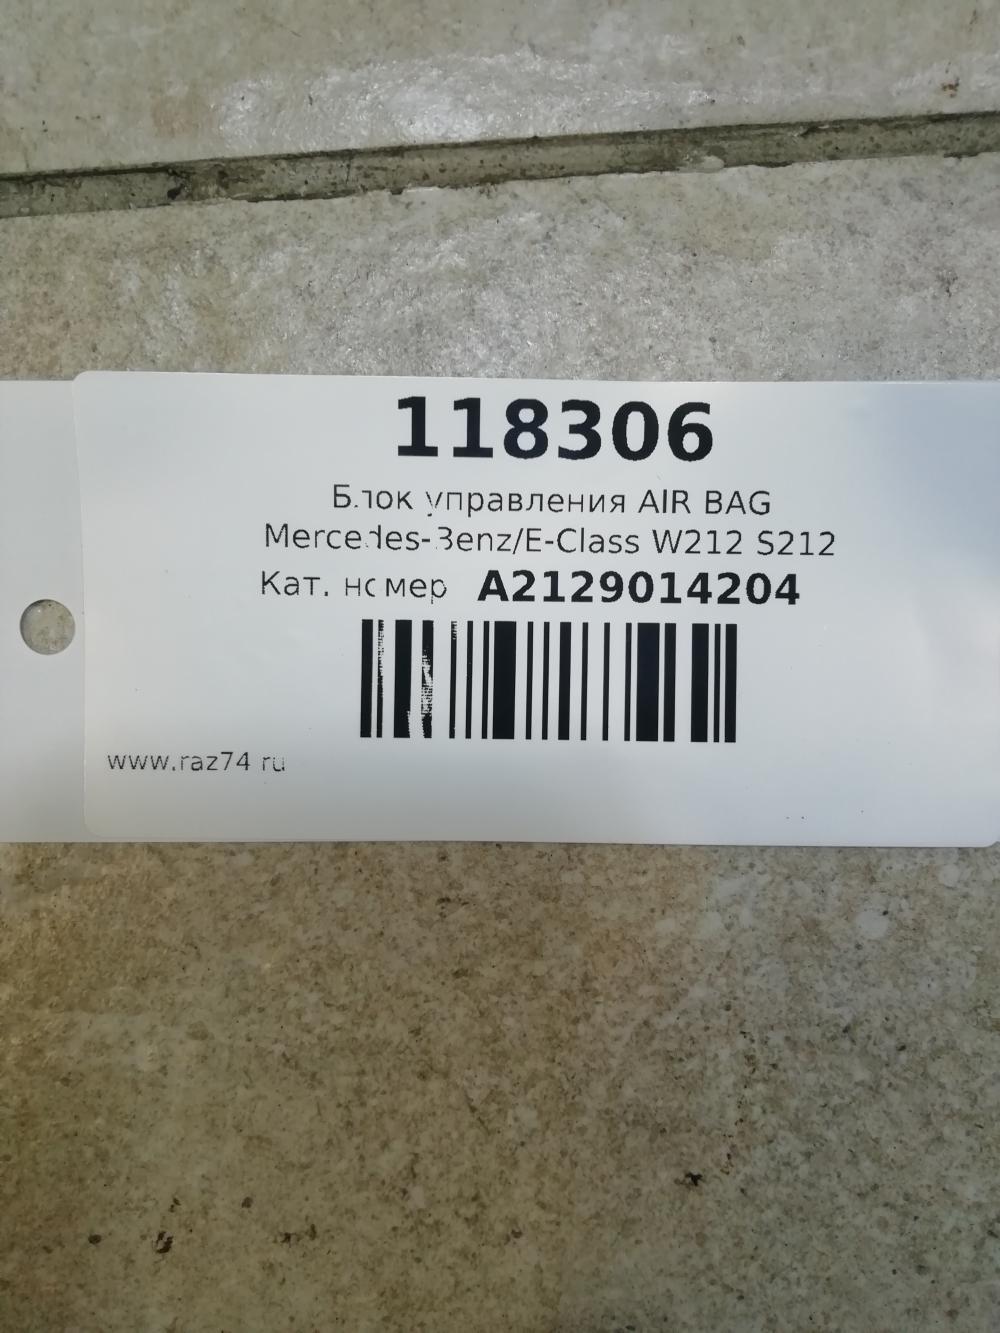 118306
Блок управления AIR BAG
Mercedes-Benz/E-Class W212 S212
Кат. номер A2129014204
www.raz74 ru